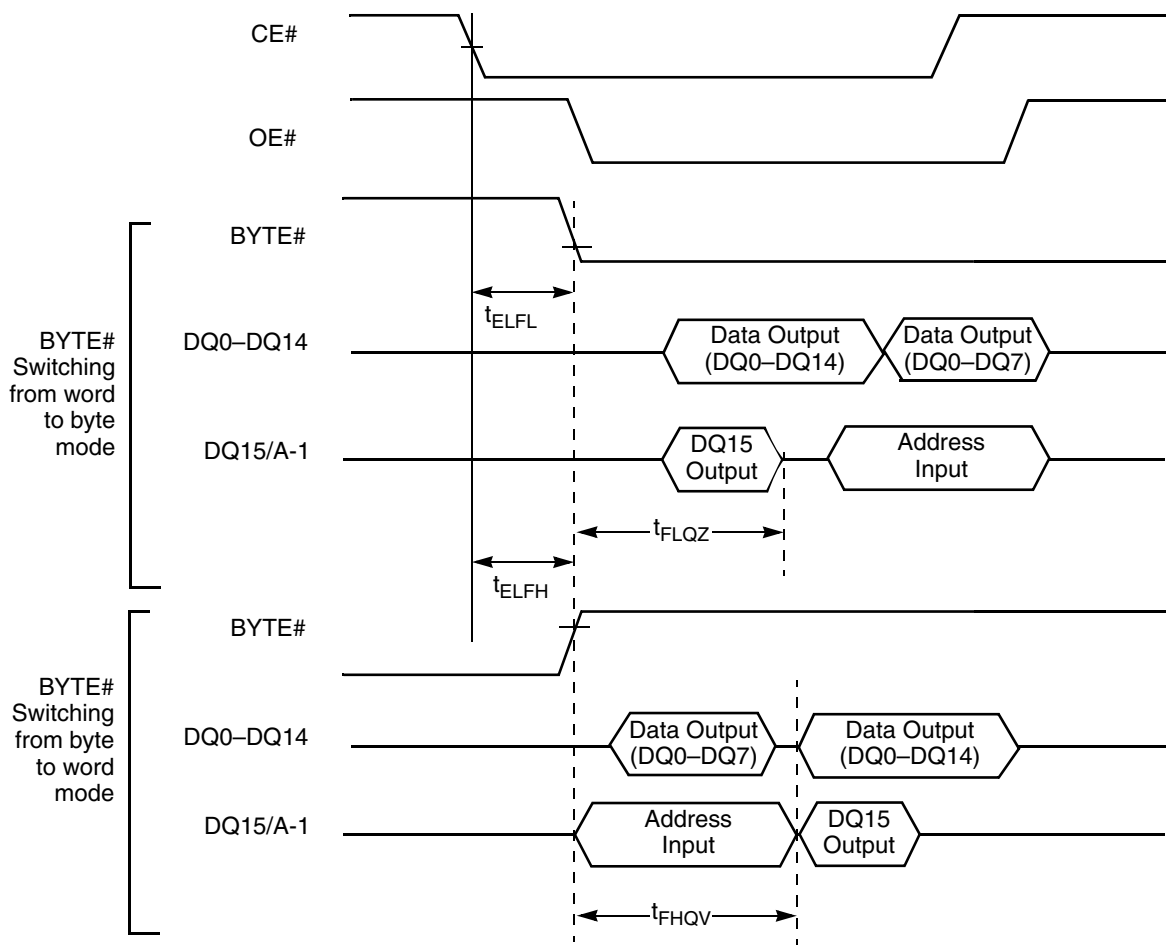 CE#
OE#
BYTE#
tELFL
BYTE#
Switching
from word
to byte
mode
DQ0–DQ14
Data Output
(DQ0–DQ14)
Data Output
(DQ0–DQ7)
DQ15/A-1
DQ15
Output
Address
Input
tFLQZ
tELFH
BYTE#
BYTE#
Switching
from byte
to word
mode
DQ0–DQ14
Data Output
(DQ0–DQ7)
Data Output
(DQ0–DQ14)
DQ15/A-1
Address
Input
DQ15
Output
tFHQV